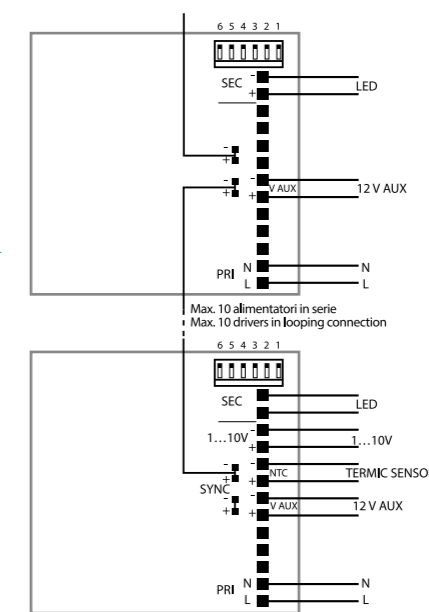 6 5 4 3 2 1
SEC -
+
LED
-
+
-
+
-
V AUX
+
12 V AUX
PRI
N
L
N
L
Max. 10 alimentatori in serie
Max. 10 drivers in looping connection
6 5 4 3 2 1
SEC
LED
1...10V -
+
1...10V
-
+
SYNC
-
NTC
+
TERMIC SENSO
-
+
-
V AUX
+
12 V AUX
PRI
N
L
N
L